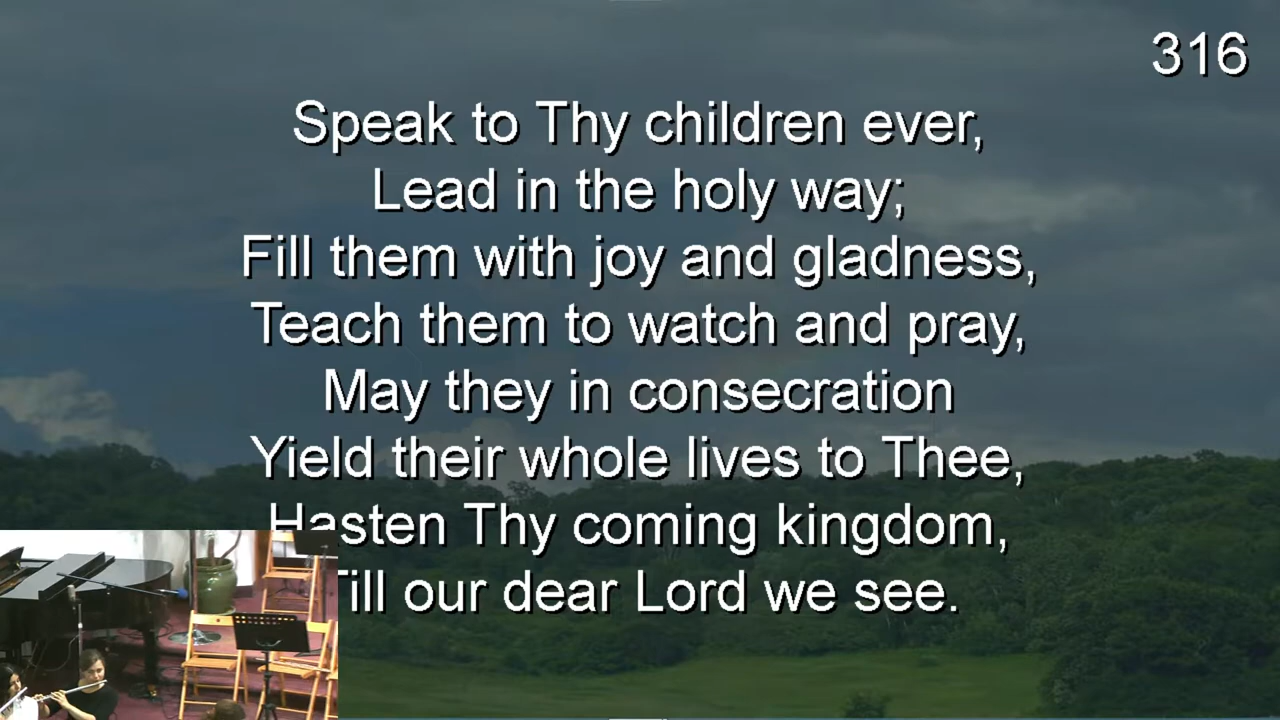 316
Speak to Thy children ever,
Lead in the holy way;
Fill them with joy and gladness,
Teach them to watch and pray,
May they in consecration
Yield their whole lives to Thee,
Hasten Thy coming kingdom,
Till our dear Lord we see.